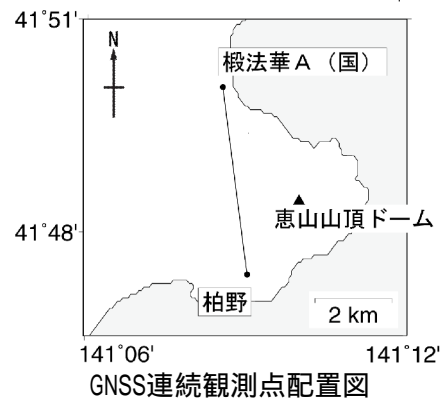 41°51'
N
椴法華A（国）
41°48'
恵山山頂ドーム
柏野
2 km
141°06'
141°12'
GNSS連続観測点配置図